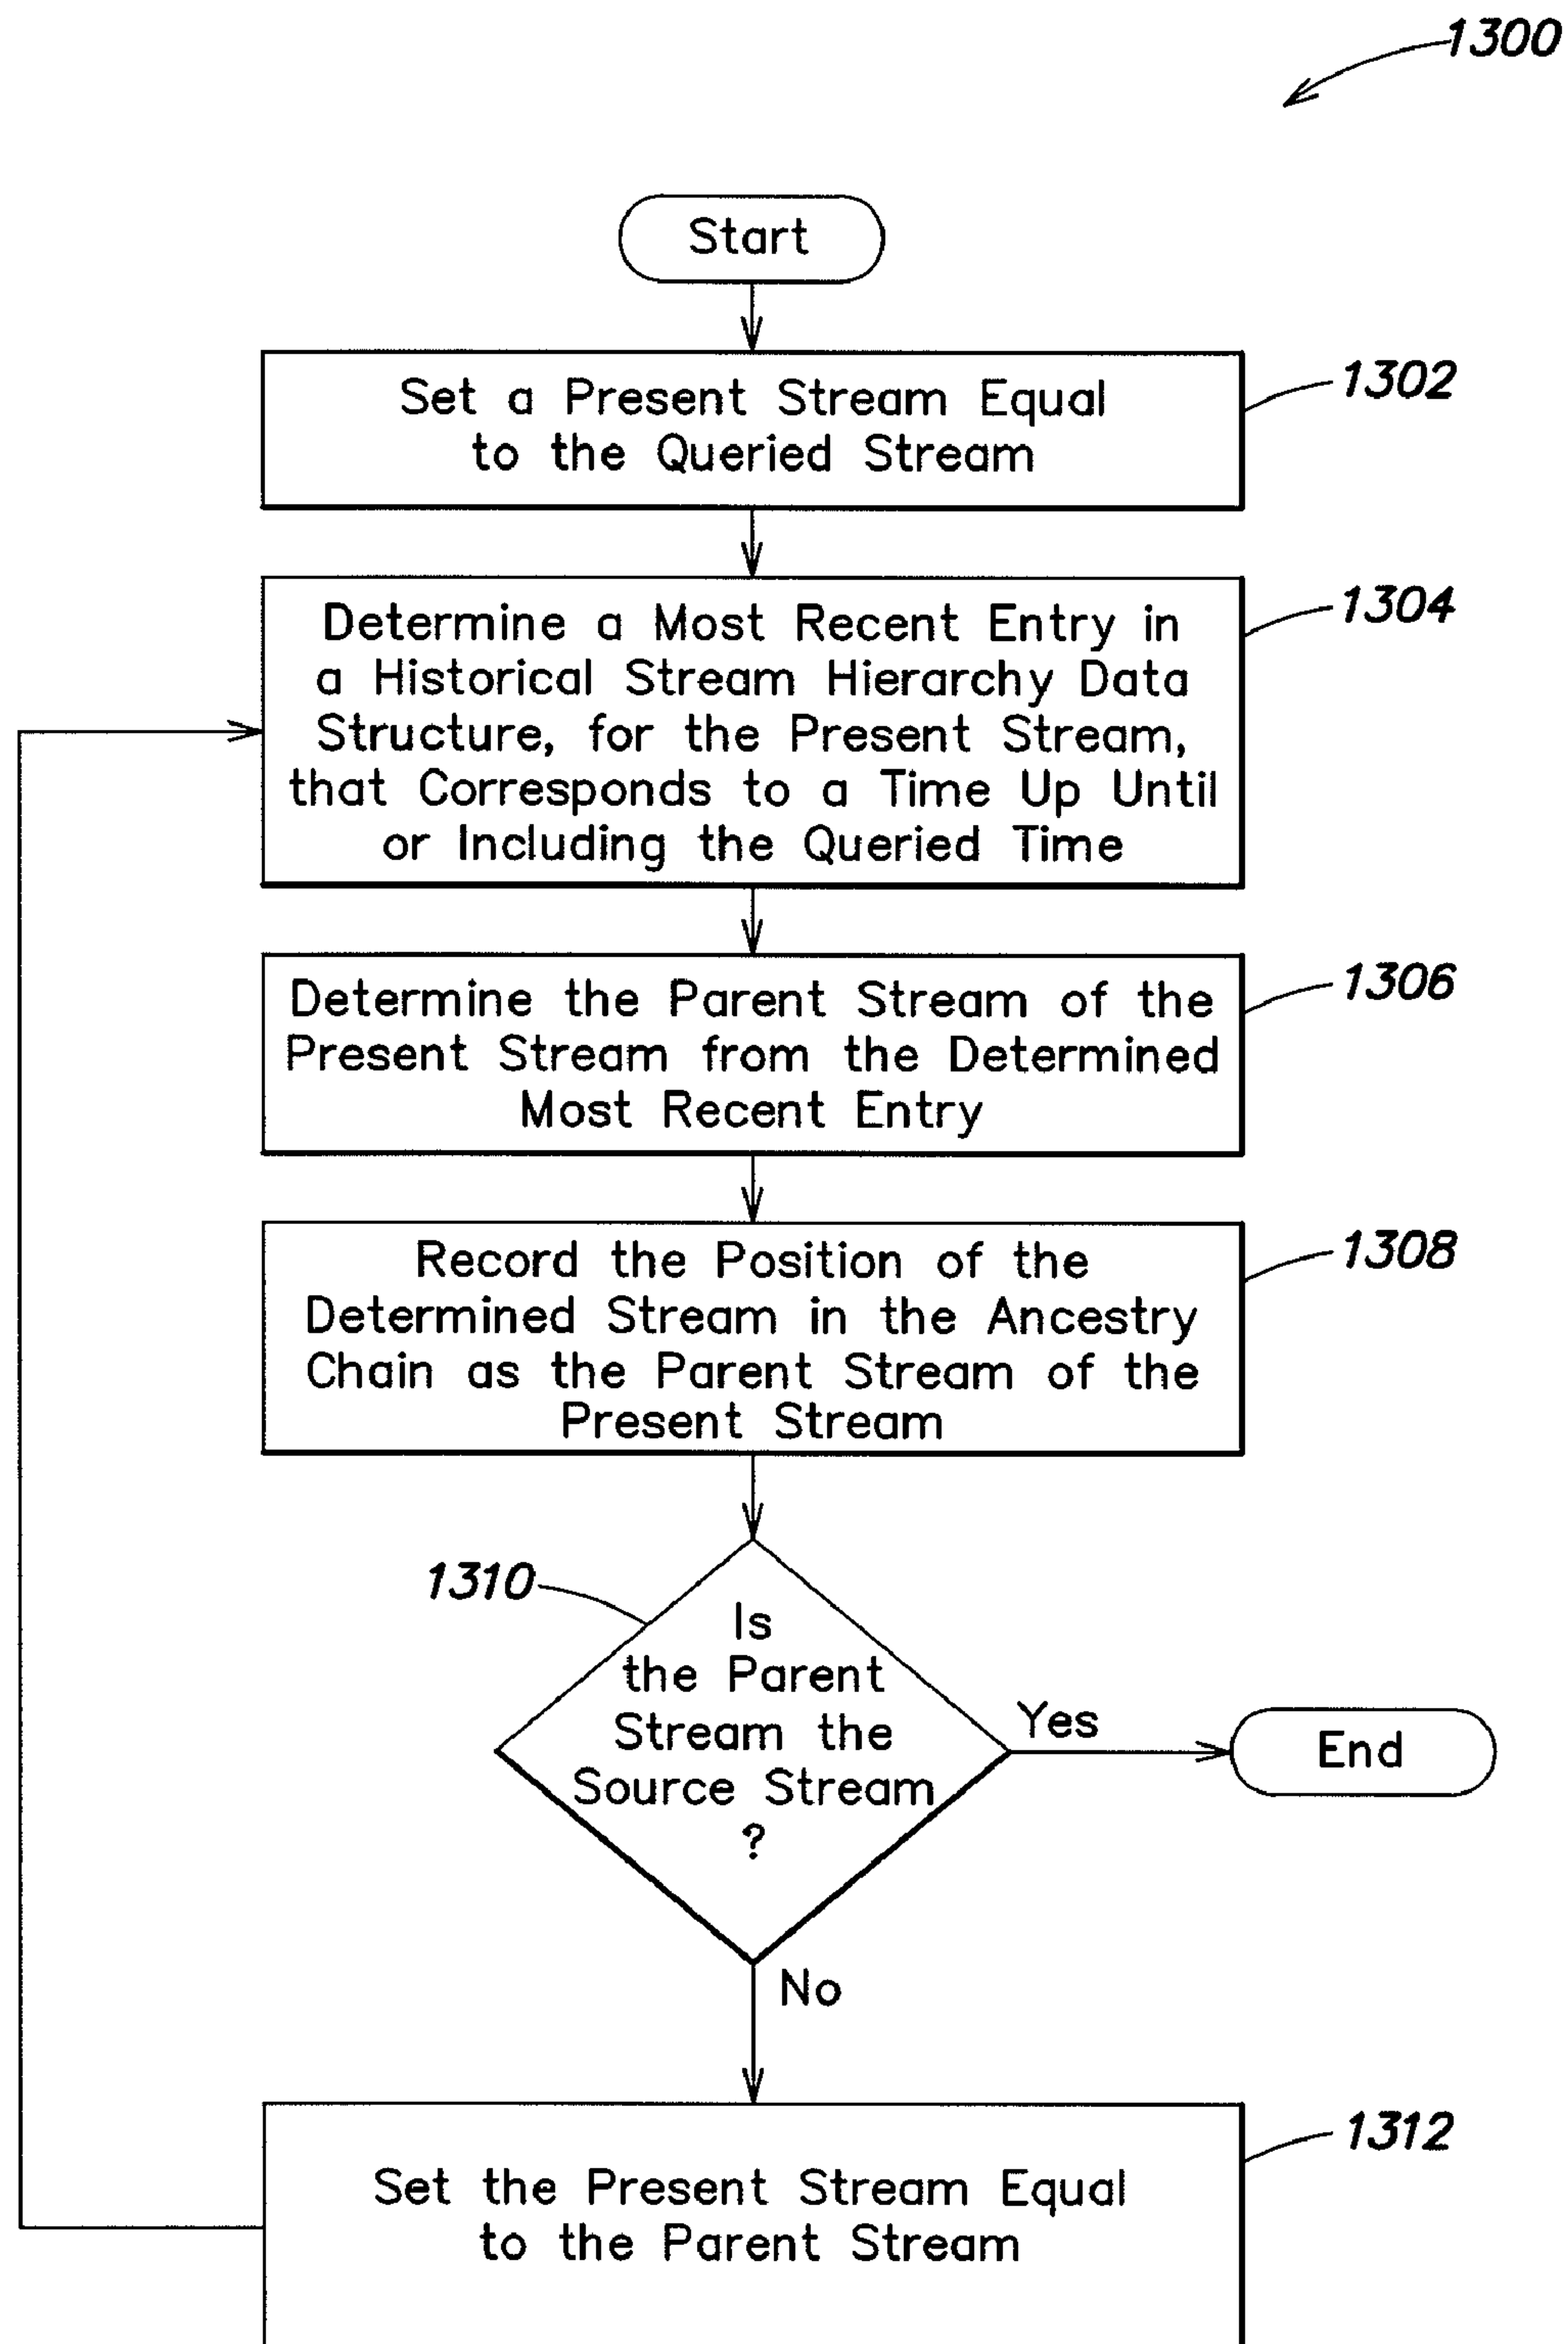 1300
Start
Set a Present Stream Equal
to the Queried Stream
1302
Determine a Most Recent Entry in
a Historical Stream Hierarchy Data
Structure, for the Present Stream,
that Corresponds to a Time Up Until
or Including the Queried Time
1304
Determine the Parent Stream of the
Present Stream from the Determined
Most Recent Entry
1306
Record the Position of the
Determined Stream in the Ancestry
Chain as the Parent Stream of the
Present Stream
1308
1310
Is
the Parent
Stream the
Source Stream
?
Yes
End
No
Set the Present Stream Equal
to the Parent Stream
1312